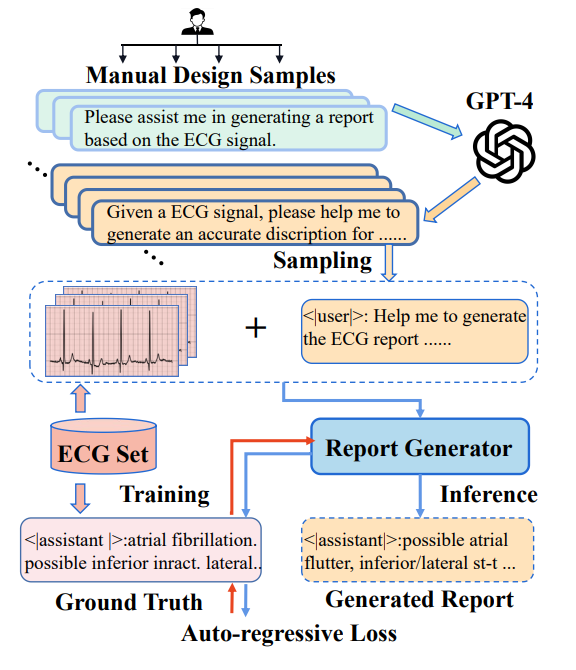 Manual Design Samples
Please assist me in generating a report
based on the ECG signal.
GPT-4
Given a ECG signal, please help me to
generate an accurate discription for ......
Sampling
+
<|user|>: Help me to generate
the ECG report ......
ECG Set
Report Generator
Training
Inference
<|assistant |>:atrial fibrillation.
possible inferior inract. lateral..
<|assistant|>:possible atrial
flutter, inferior/lateral st-t ...
Ground Truth
Generated Report
Auto-regressive Loss